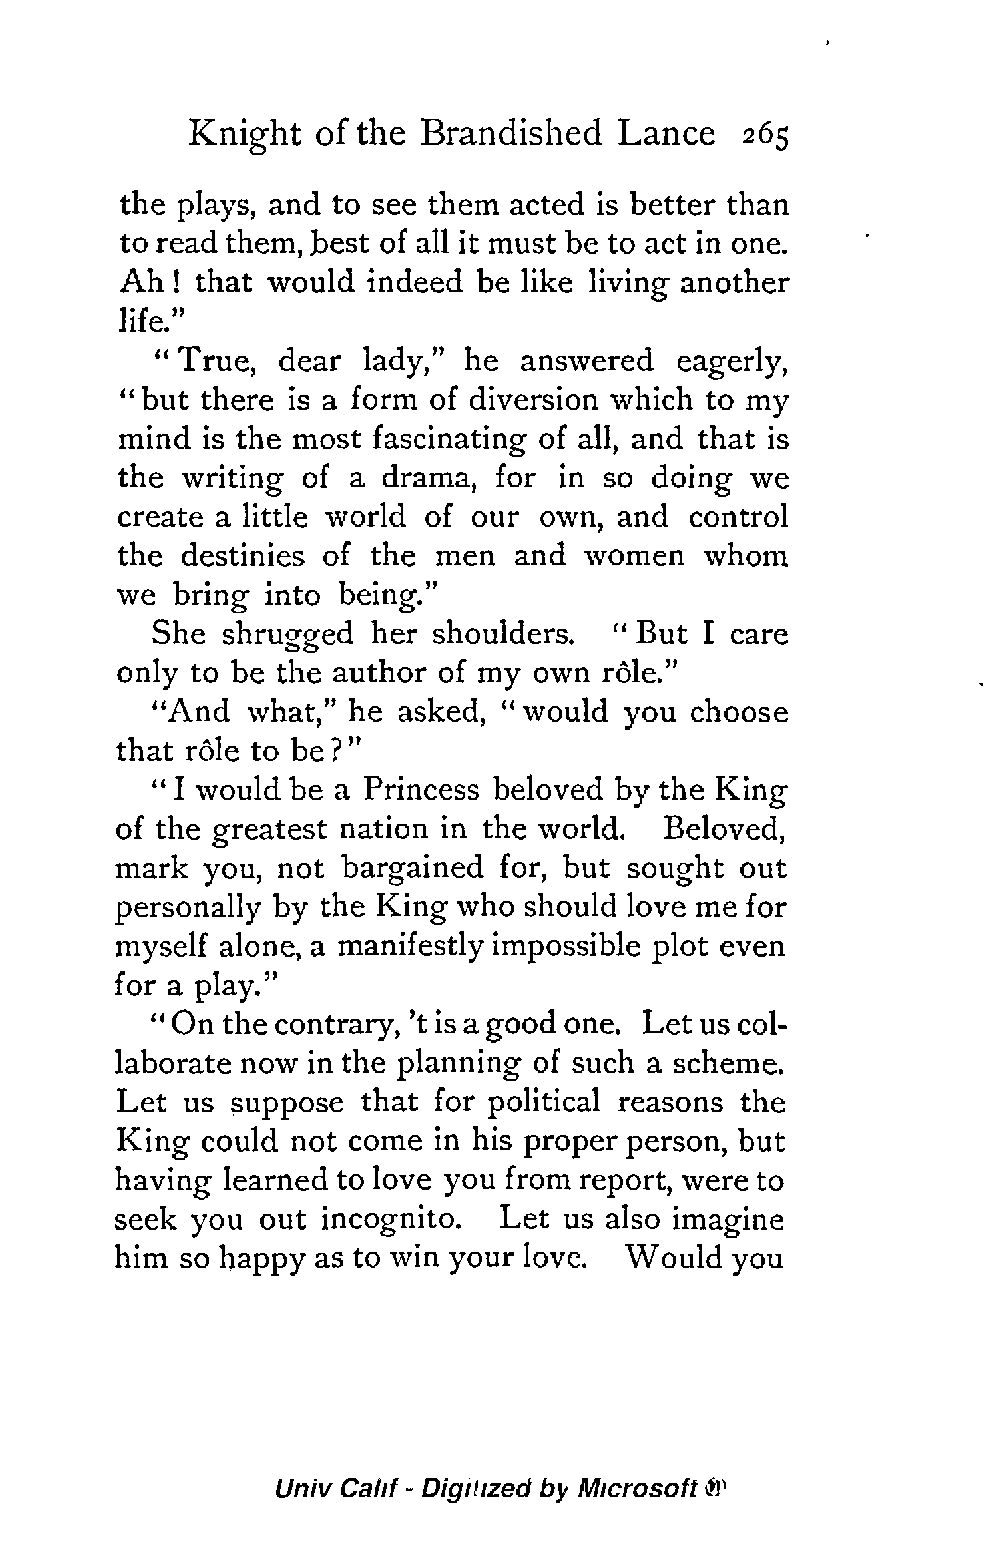 Knight of the Brandished Lance 265
the plays, and to see them acted is better than
to read them, best of all it must be to act in one.
Ah! that would indeed be like living another
life."
"True, dear lady," he answered eagerly,
"but there is a form of diversion which to my
mind is the most fascinating of all, and that is
the writing of a drama, for in so doing we
create a little world of our own, and control
the destinies of the men and women whom
we bring into being."
She shrugged her shoulders. "But I care
only to be the author of my own rôle."
"And what," he asked, "would you choose
that rôle to be?"
"I would be a Princess beloved by the King
of the greatest nation in the world. Beloved,
mark you, not bargained for, but sought out
personally by the King who should love me for
myself alone, a manifestly impossible plot even
for a play."
"On the contrary, 't is a good one. Let us col-
laborate now in the planning of such a scheme.
Let us suppose that for political reasons the
King could not come in his proper person, but
having learned to love you from report, were to
seek you out incognito. Let us also imagine
him so happy as to win your love. Would you
Univ Calif - Digitized by Microsoft ®